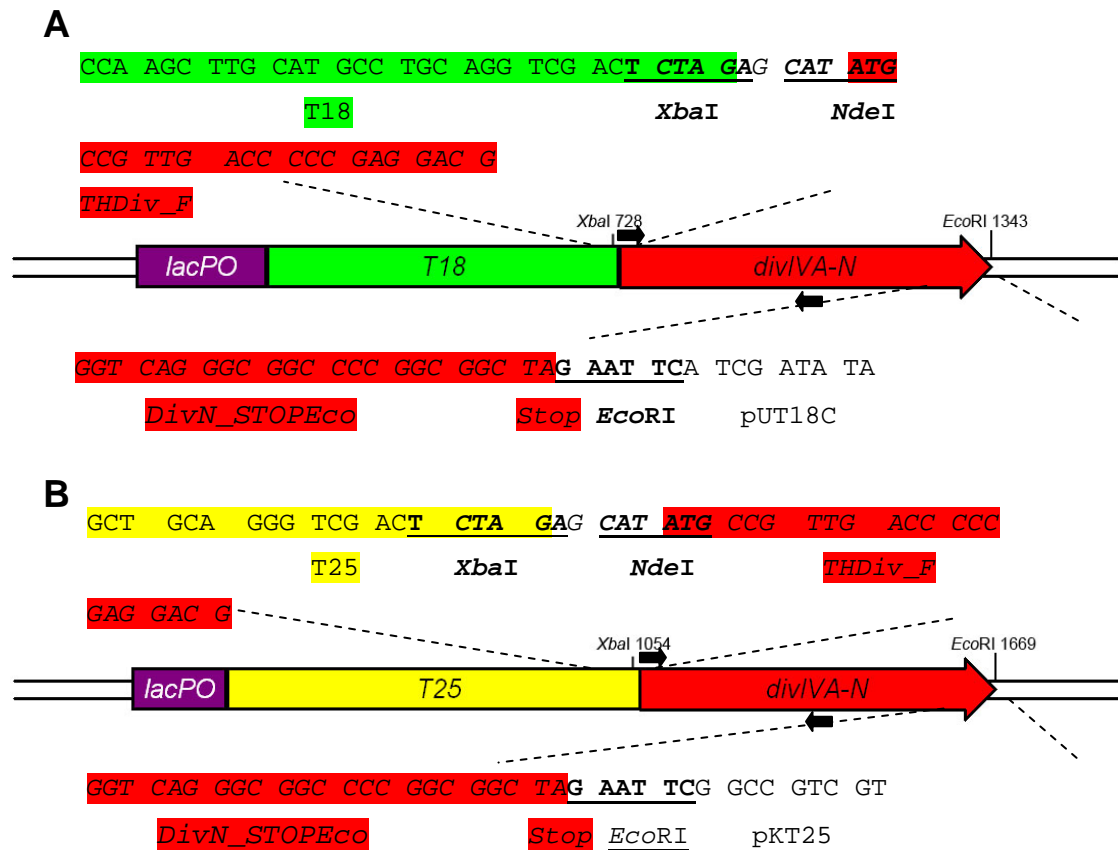 A
CCA AGC TTG CAT GCC TGC AGG TCG ACT CTA GAG CAT ATG
T18 XbaI NdeI
CCG TTG ACC CCC GAG GACG G
THDiv_F
XbaI 728 EcoRI 1343
lacPO T18 divIVA-N
GGT CAG GGC GGC CCC GGC GGC TAG AAT TCA TCG ATA TA
DivN_STOPEco Stop EcoRI pUT18C
B
GCT GCA GGG TCG ACT CTA GAG CAT ATG CCG TTG ACC CCC
T25 XbaI NdeI THDiv_F
GAG GAC G
XbaI 1054 EcoRI 1669
lacPO T25 divIVA-N
GGT CAG GGC GGC CCC GGC GGC TAG AAT TCG GCC GTC GT
DivN_STOPEco Stop EcoRI pKT25